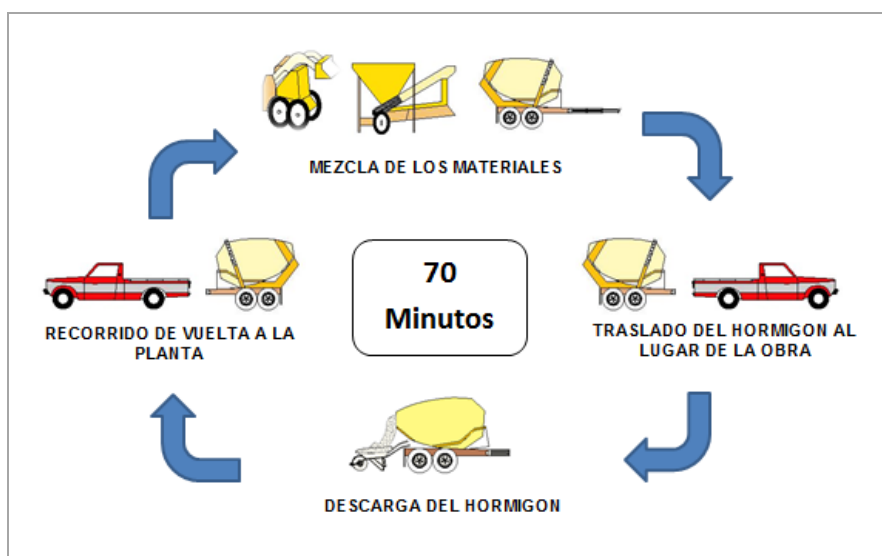 MEZCLA DE LOS MATERIALES
70
Minutos
RECORRIDO DE VUELTA A LA
PLANTA
TRASLADO DEL HORMIGON AL
LUGAR DE LA OBRA
DESCARGA DEL HORMIGON